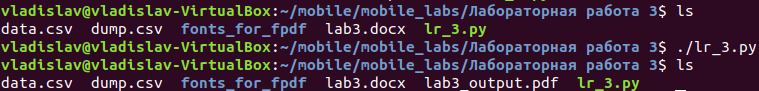 vladislav@vladislav-VirtualBox:~/mobile/mobile_labs/Лабораторная работа 3$ ls
data.csv  dump.csv  fonts_for_fpdf  lab3.docx  lr_3.py
vladislav@vladislav-VirtualBox:~/mobile/mobile_labs/Лабораторная работа 3$ ./lr_3.py
vladislav@vladislav-VirtualBox:~/mobile/mobile_labs/Лабораторная работа 3$ ls
data.csv  dump.csv  fonts_for_fpdf  lab3.docx  lab3_output.pdf  lr_3.py